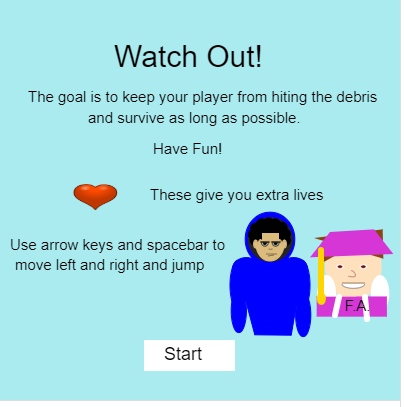 Watch Out!
The goal is to keep your player from hiting the debris
and survive as long as possible.
Have Fun!
These give you extra lives
Use arrow keys and spacebar to
move left and right and jump
F.A.
Start